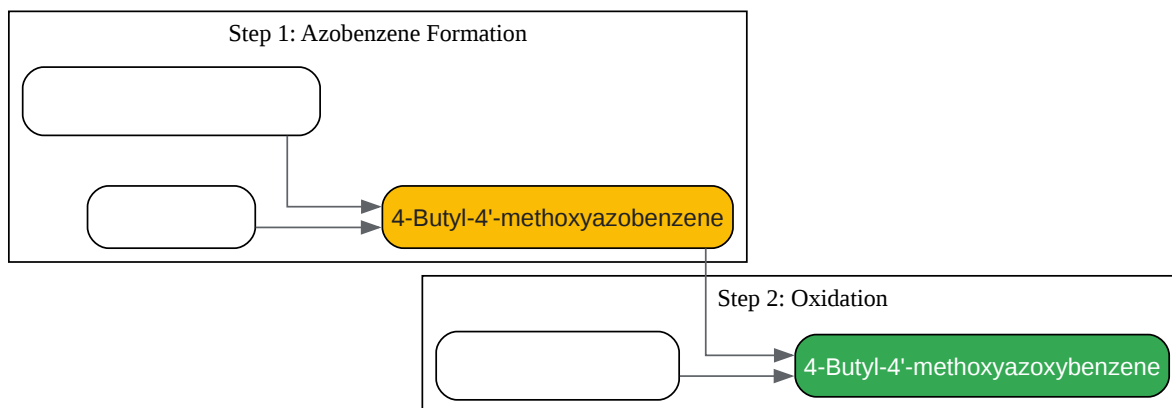 Step 1: Azobenzene Formation
4-Butyl-4'-methoxyazobenzene
Step 2: Oxidation
4-Butyl-4'-methoxyazoxybenzene